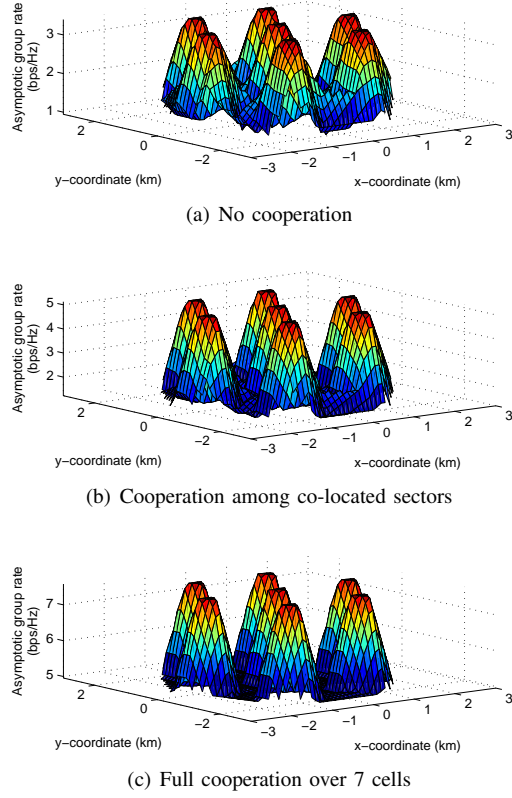 3
2
1
Asymptotic group rate
(bps/Hz)
2
0
−2
y−coordinate (km)
−3
−2
−1
0
1
2
3
x−coordinate (km)
(a) No cooperation
5
4
3
2
Asymptotic group rate
(bps/Hz)
2
0
−2
y−coordinate (km)
−3
−2
−1
0
1
2
3
x−coordinate (km)
(b) Cooperation among co-located sectors
7
6
5
Asymptotic group rate
(bps/Hz)
2
0
−2
y−coordinate (km)
−3
−2
−1
0
1
2
3
x−coordinate (km)
(c) Full cooperation over 7 cells